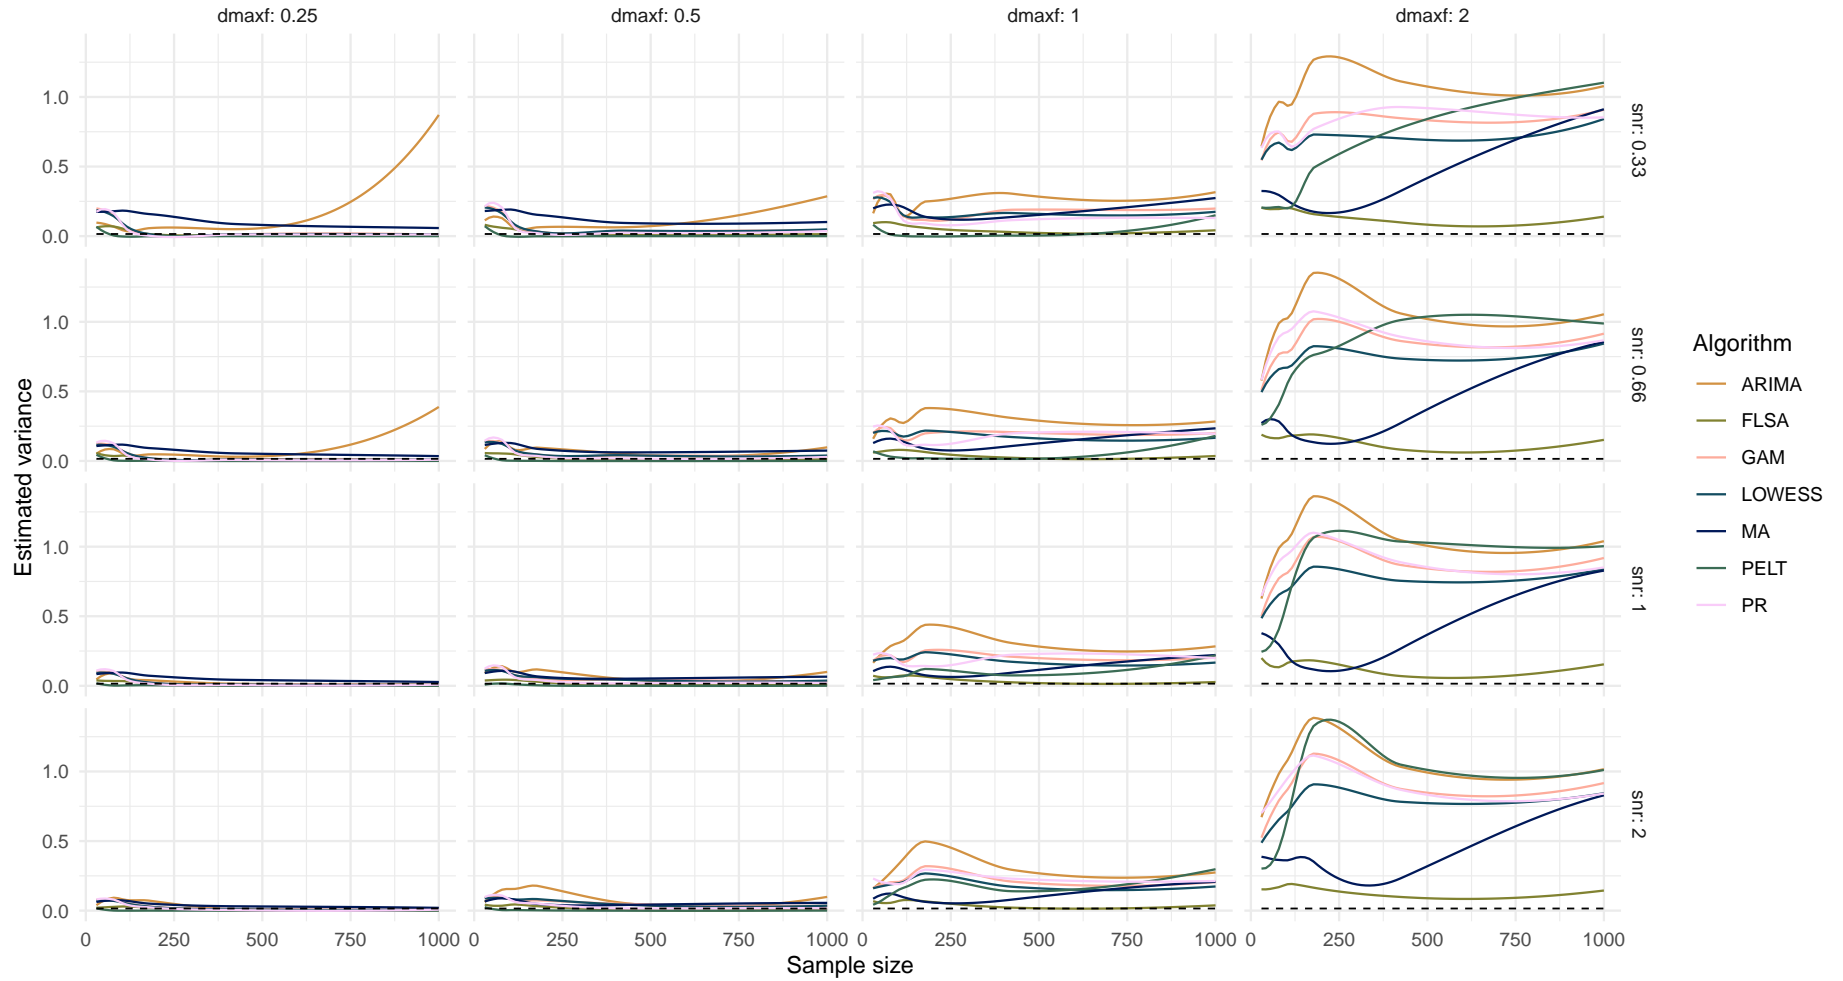 dmaxf: 0.25 dmaxf: 0.5 dmaxf: 1 dmaxf: 2
1.0
0.5
0.0
snr: 0.33
1.0
0.5
0.0
snr: 0.66
1.0
0.5
0.0
snr: 1
1.0
0.5
0.0
snr: 2
0 250 500 750 1000 0 250 500 750 1000 0 250 500 750 1000 0 250 500 750 1000
Sample size
Estimated variance
Algorithm
ARIMA
FLSA
GAM
LOWESS
MA
PELT
PR